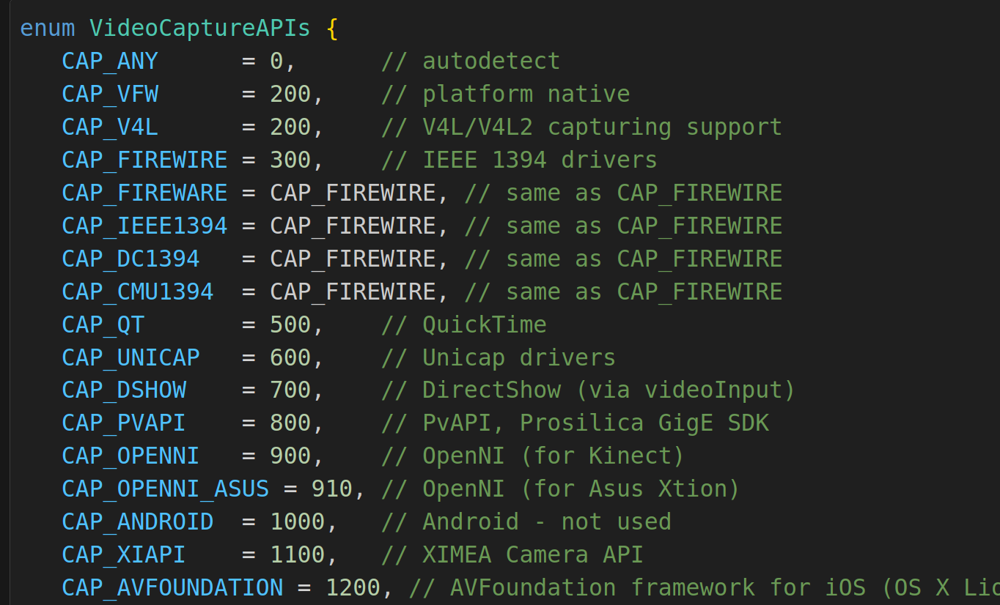 enum VideoCaptureAPIs {
CAP_ANY = 0, // autodetect
CAP_VFW = 200, // platform native
CAP_V4L = 200, // V4L/V4L2 capturing support
CAP_FIREWIRE = 300, // IEEE 1394 drivers
CAP_FIREWARE = CAP_FIREWIRE, // same as CAP_FIREWIRE
CAP_IEEE1394 = CAP_FIREWIRE, // same as CAP_FIREWIRE
CAP_DC1394 = CAP_FIREWIRE, // same as CAP_FIREWIRE
CAP_CMU1394 = CAP_FIREWIRE, // same as CAP_FIREWIRE
CAP_QT = 500, // QuickTime
CAP_UNICAP = 600, // Unicap drivers
CAP_DSHOW = 700, // DirectShow (via videoInput)
CAP_PVAPI = 800, // PvAPI, Prosilica GigE SDK
CAP_OPENNI = 900, // OpenNI (for Kinect)
CAP_OPENNI_ASUS = 910, // OpenNI (for Asus Xtion)
CAP_ANDROID = 1000, // Android - not used
CAP_XIAPI = 1100, // XIMEA Camera API
CAP_AVFOUNDATION = 1200, // AVFoundation framework for iOS (OS X